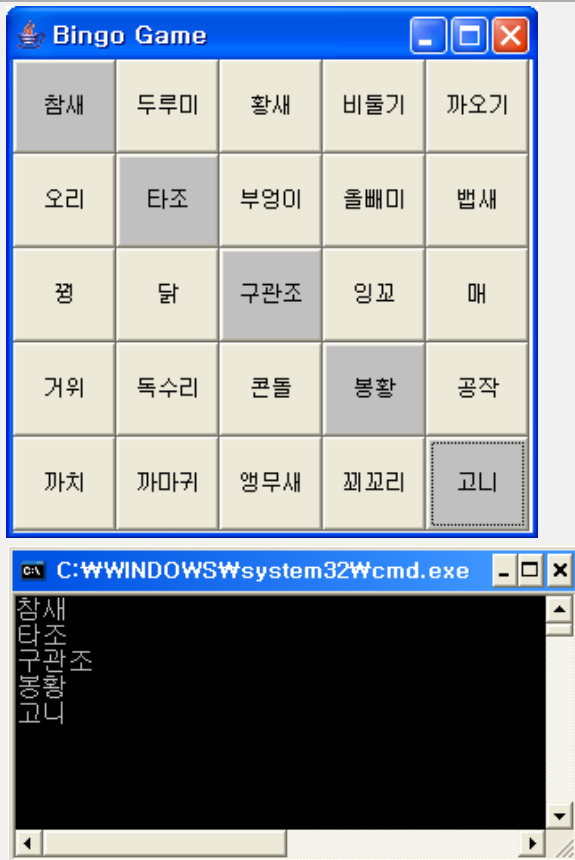 Bingo Game
참새 두루미 황새 비둘기 까오기
오리 타조 부엉이 올빼미 뱁새
꿩 닭 구관조 잉꼬 매
거위 독수리 콘돌 봉황 공작
까치 까마귀 앵무새 꾀꼬리 고니
C:₩WINDOWS₩system32₩cmd.exe
참새
타조
구관조
봉황
고니